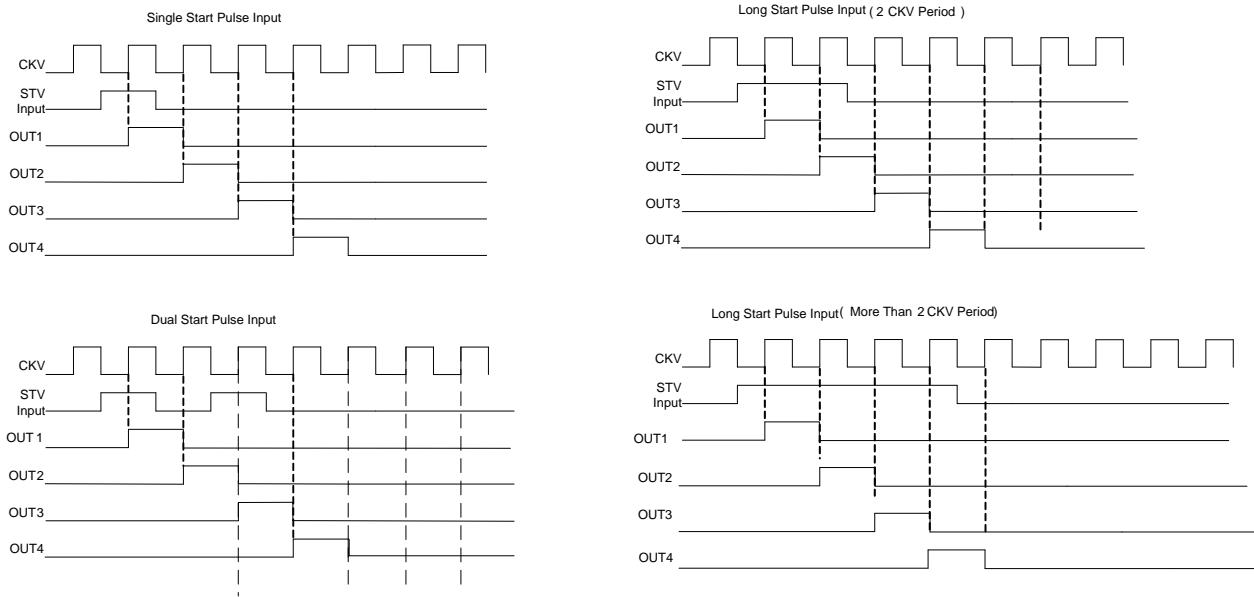 Single Start Pulse Input
CKV
STV
Input
OUT1
OUT2
OUT3
OUT4
Long Start Pulse Input ( 2 CKV Period )
CKV
STV
Input
OUT1
OUT2
OUT3
OUT4
Dual Start Pulse Input
CKV
STV
Input
OUT 1
OUT2
OUT3
OUT4
Long Start Pulse Input( More Than 2 CKV Period)
CKV
STV
Input
OUT1
OUT2
OUT3
OUT4